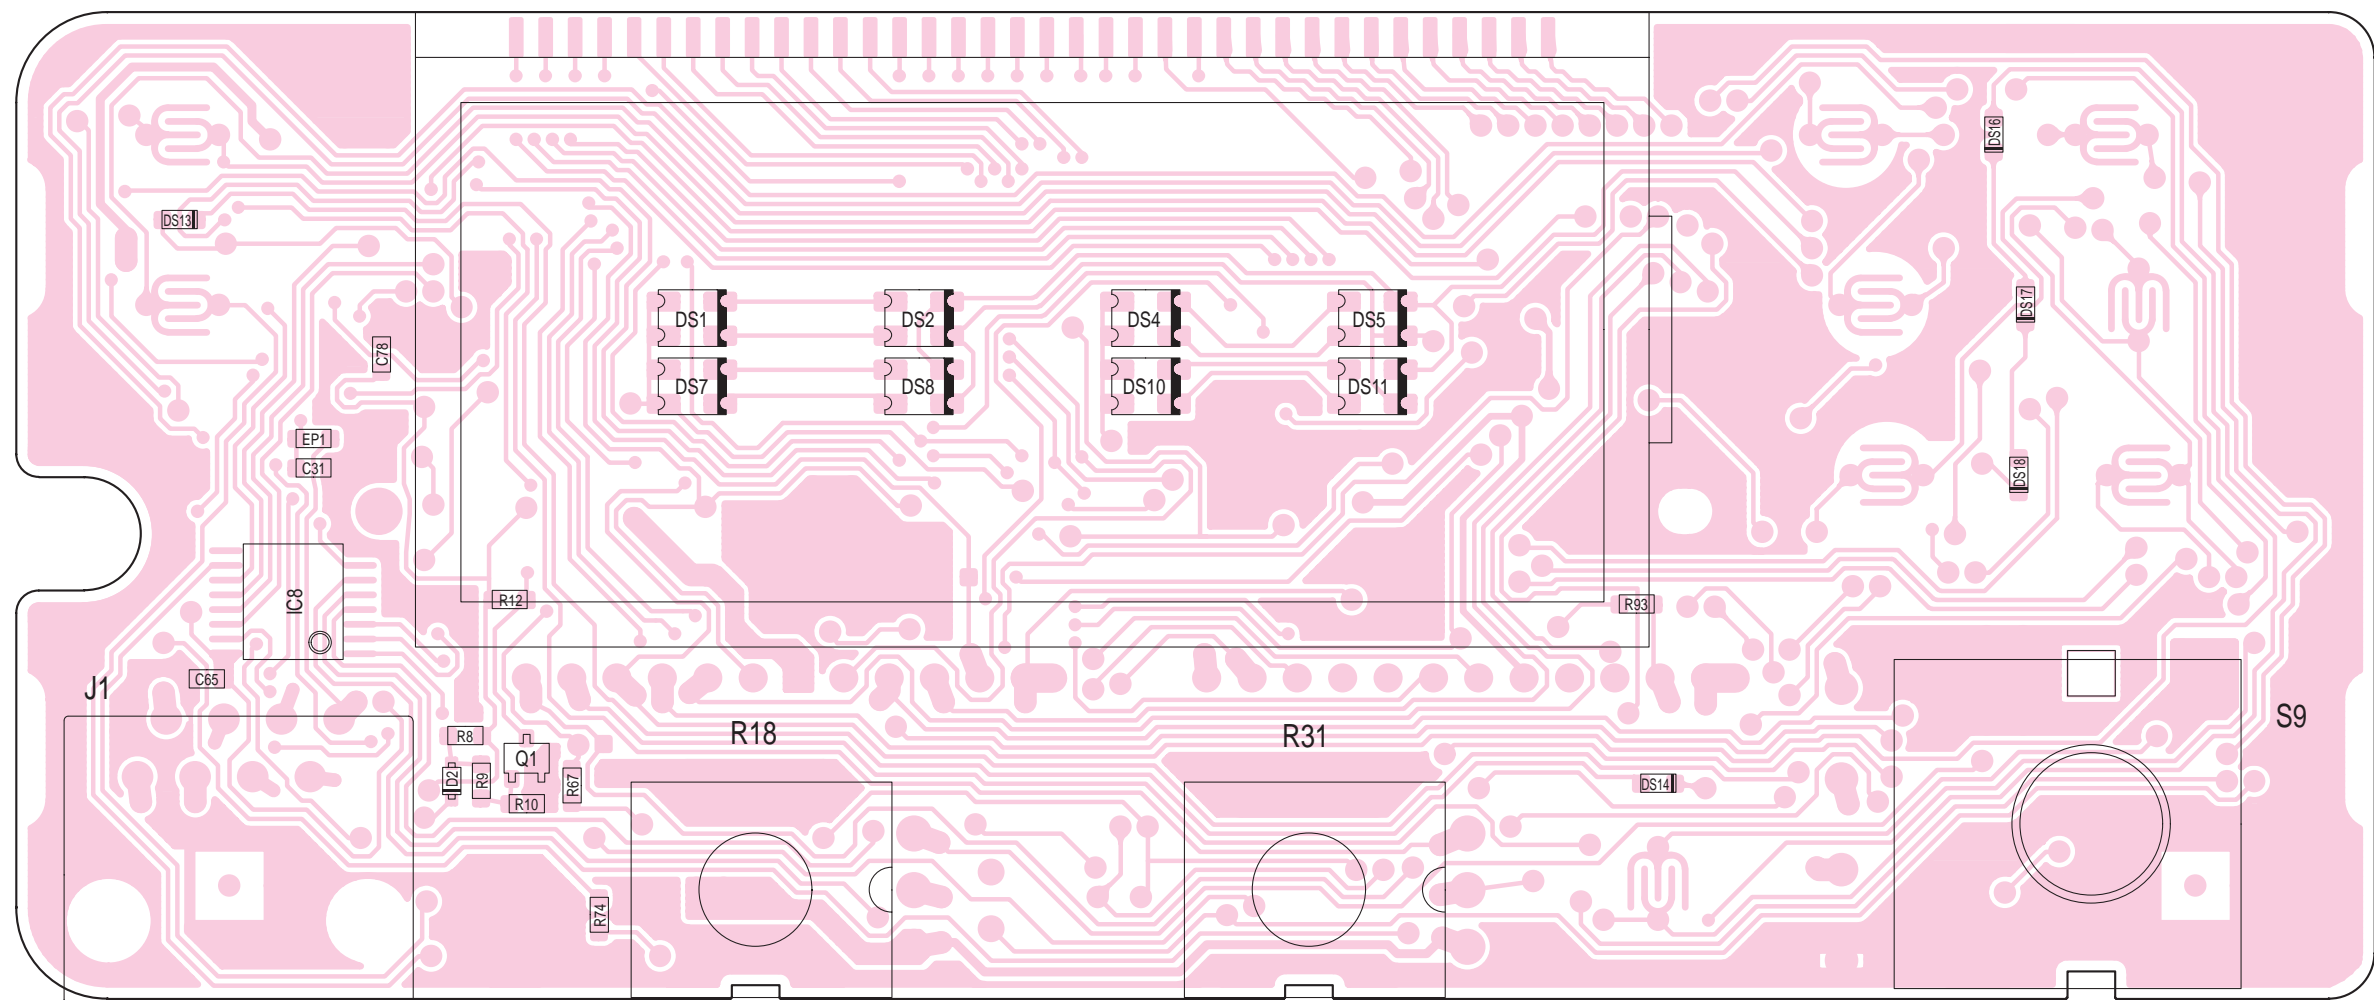 DS16
DS13
DS17
DS1
DS2
DS4
DS5
C78
DS7
DS8
DS10
DS11
EP1
C31
DS18
IC8
R12
R93
C65
J1
S9
R18
R31
R8
Q1
D2
R9
R67
DS14
R10
R74